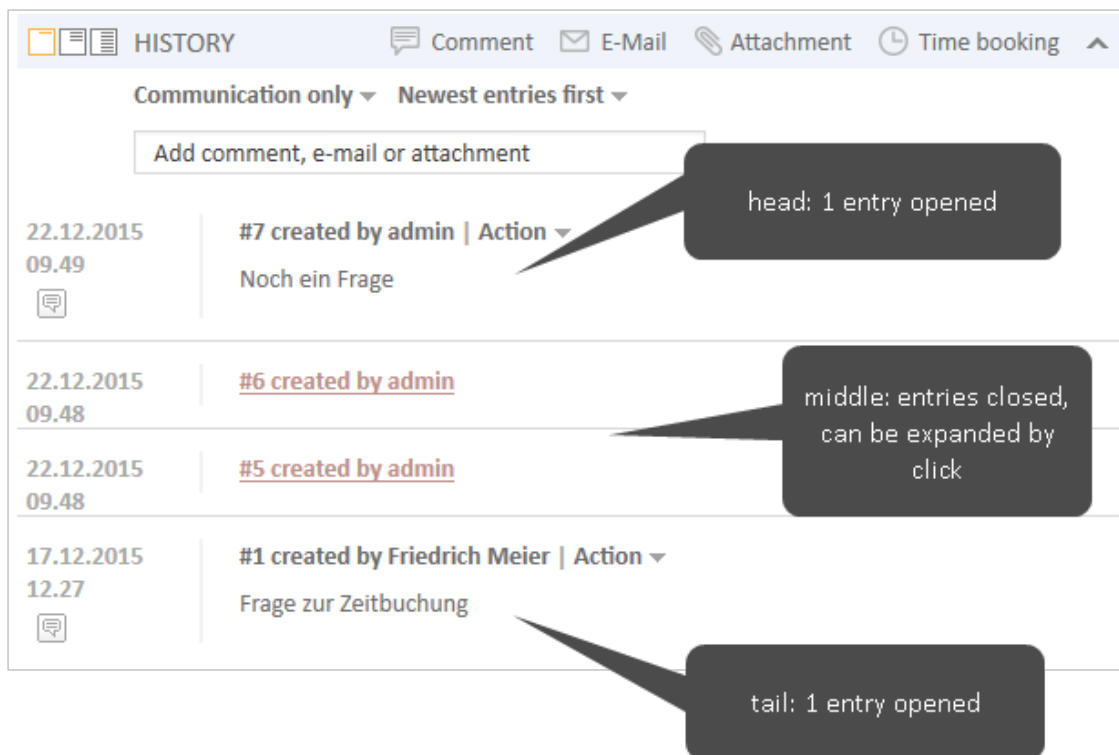 HISTORY Comment E-Mail Attachment Time booking
Communication only Newest entries first
Add comment, e-mail or attachment
head: 1 entry opened
22.12.2015 #7 created by admin | Action
09.49
Noch ein Frage
22.12.2015 #6 created by admin
09.48
middle: entries closed,
can be expanded by
click
22.12.2015 #5 created by admin
09.48
17.12.2015 #1 created by Friedrich Meier | Action
12.27
Frage zur Zeitbuchung
tail: 1 entry opened